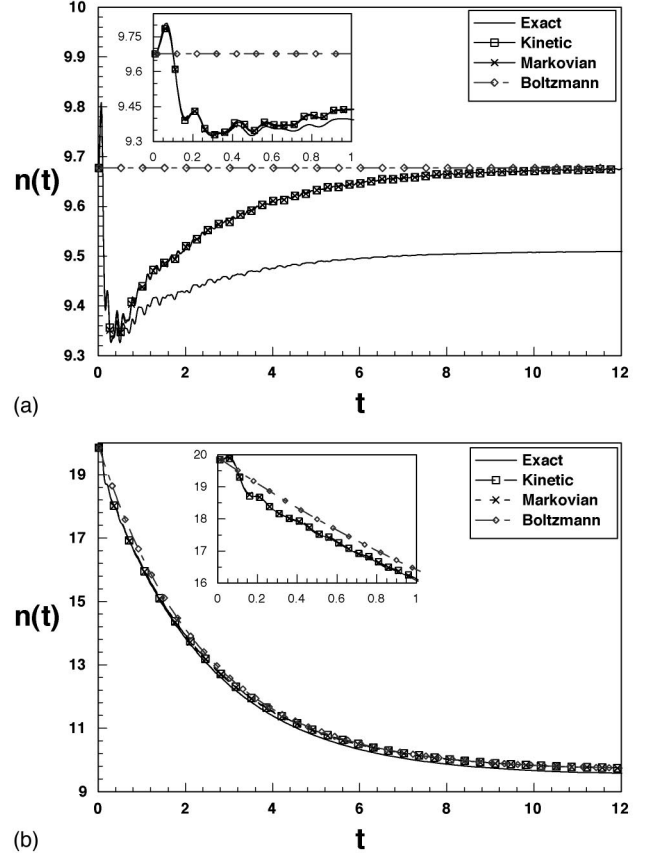 10
9.9
9.8
9.7
n(t)
9.6
9.5
9.4
9.3
0 2 4 6 8 10 12
t
9.75
9.6
9.45
9.3
0 0.2 0.4 0.6 0.8 1
Exact
Kinetic
Markovian
Boltzmann
(a)
19
17
n(t)
15
13
11
9
0 2 4 6 8 10 12
t
20
19
18
17
16
0 0.2 0.4 0.6 0.8 1
Exact
Kinetic
Markovian
Boltzmann
(b)